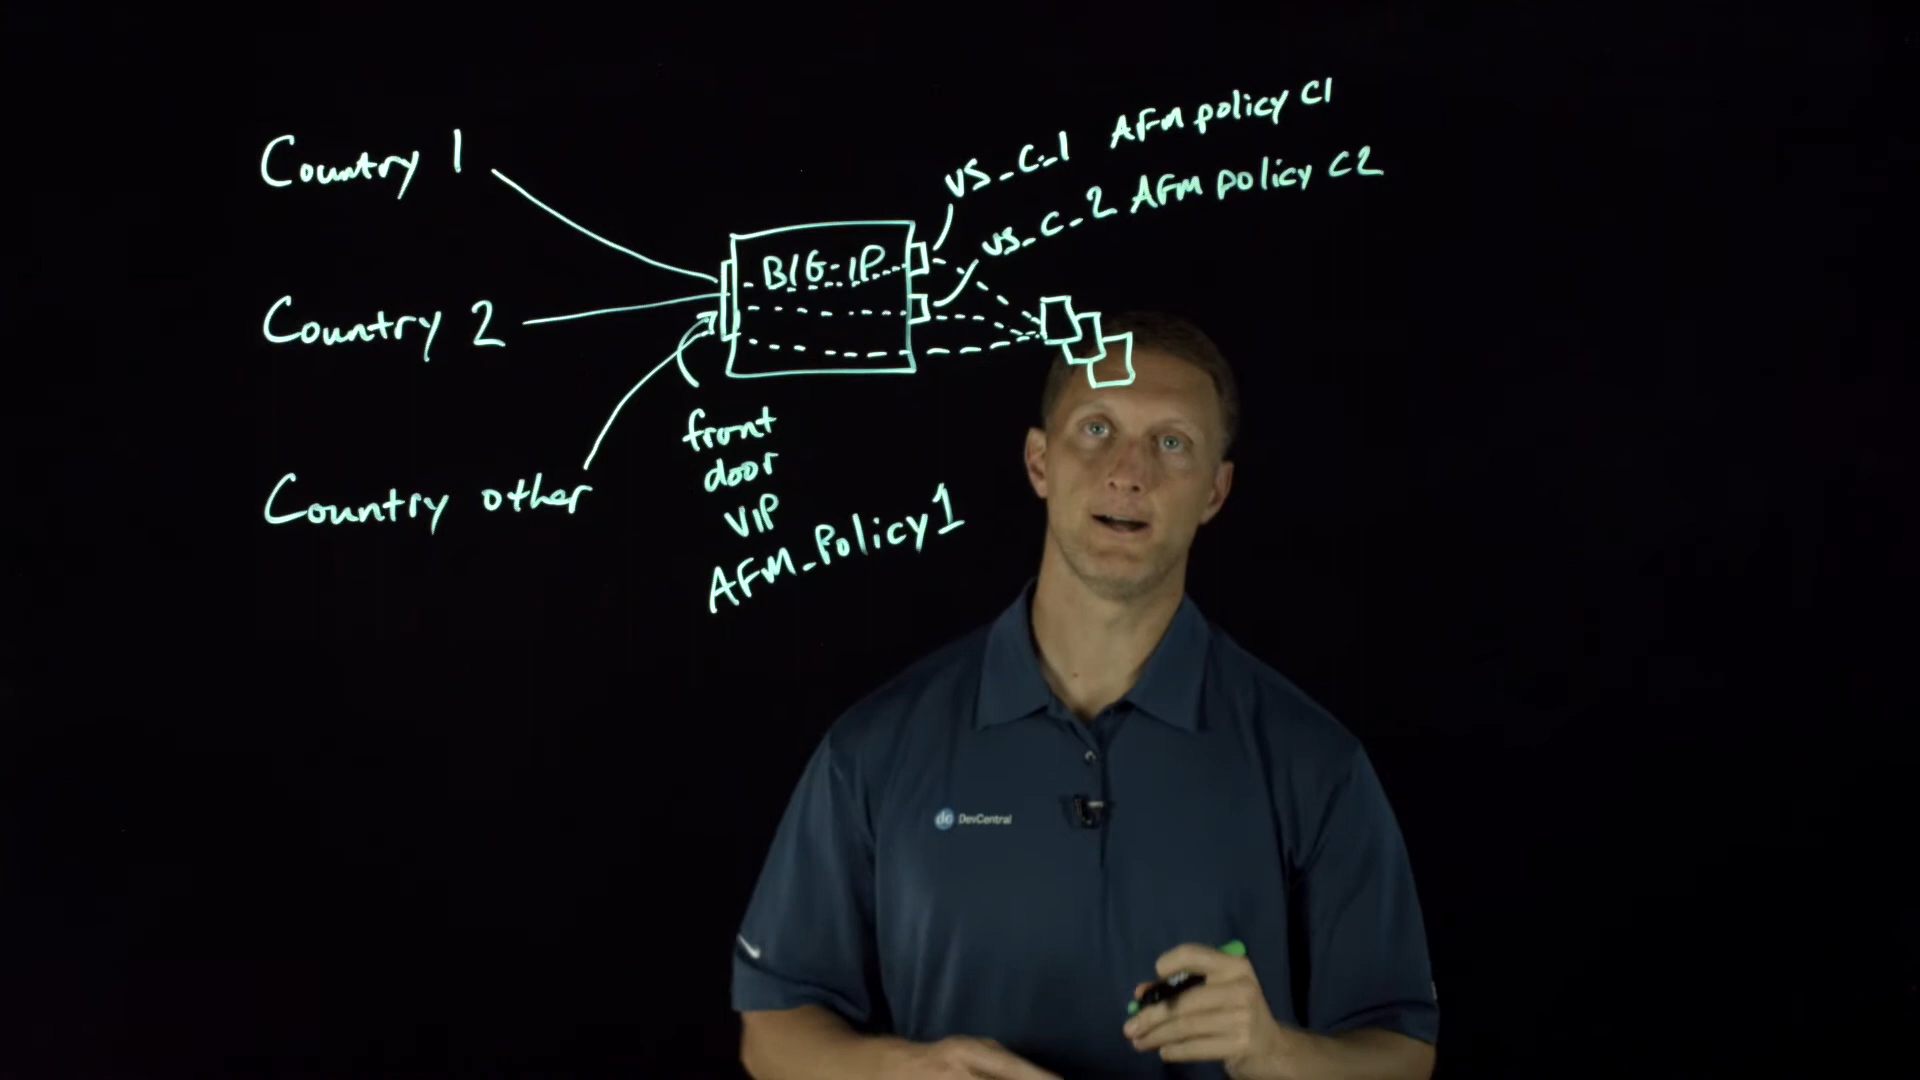 Country 1
Country 2
Country other
BIG-IP
VS_C_1 AFM policy C1
VS_C_2 AFM policy C2
front
door
VIP
AFM_Policy1
dc DevCentral